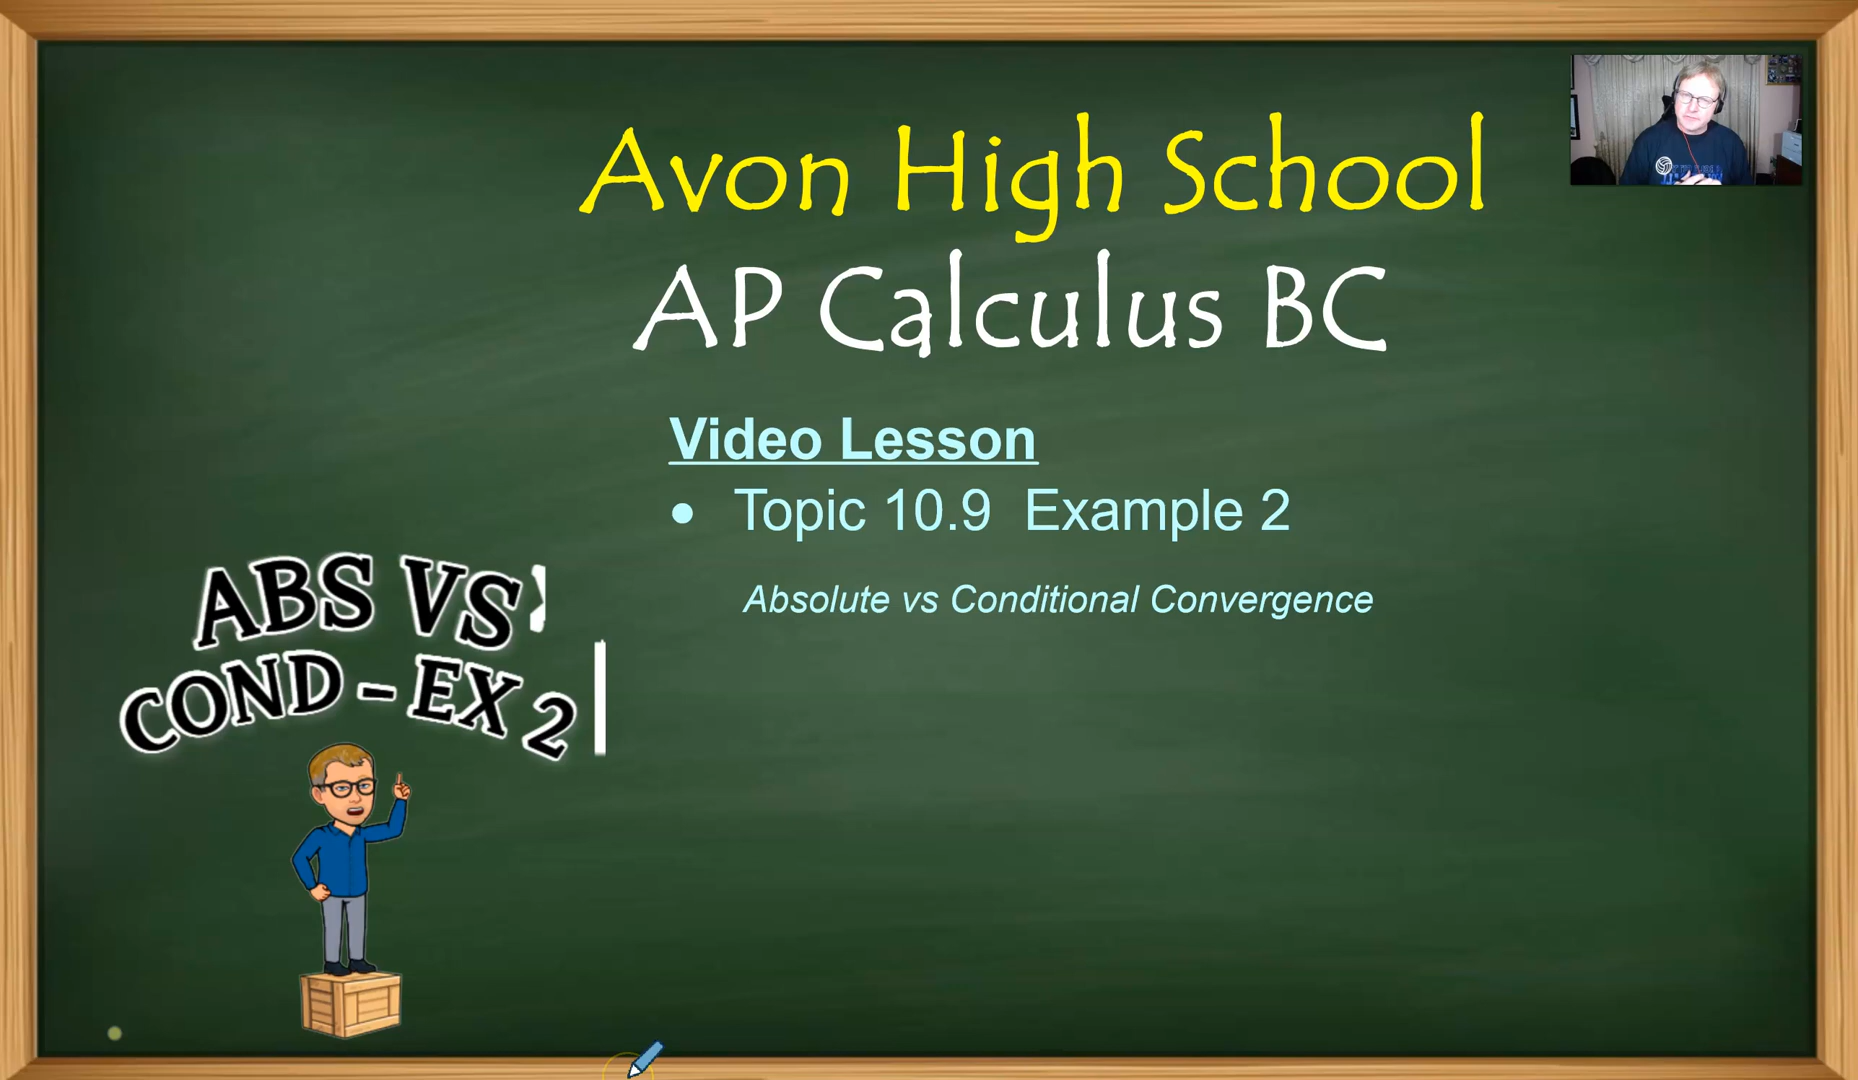 Avon High School
AP Calculus BC
Video Lesson
• Topic 10.9 Example 2
Absolute vs Conditional Convergence
ABS VS
COND - EX 2